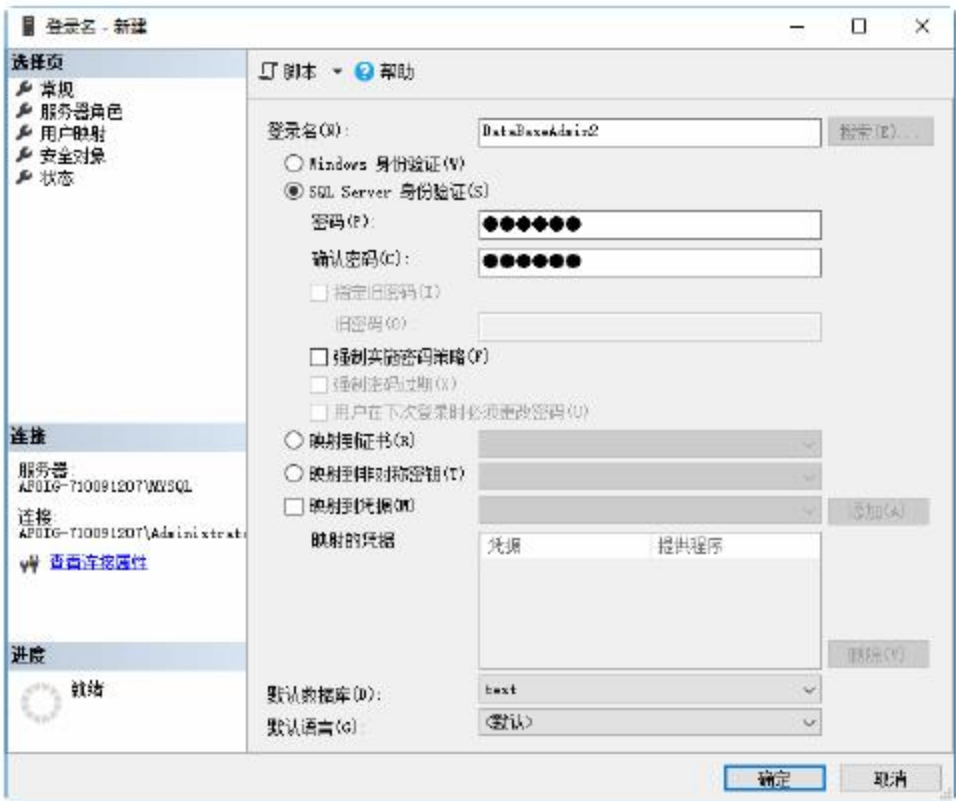 登录名 - 新建
选择页
常规
服务器角色
用户映射
安全对象
状态
脚本 帮助
登录名(N): DataBaseAdmin2 搜索(E)...
Windows 身份验证(W)
SQL Server 身份验证(S)
密码(P): ●●●●●●
确认密码(C): ●●●●●●
指定旧密码(I)
旧密码(O)
强制实施密码策略(F)
强制密码过期(X)
用户在下次登录时必须更改密码(U)
映射到证书(R)
映射到非对称密钥(T)
映射到凭据(M) 添加(A)
映射的凭据 凭据 提供程序
删除(V)
默认数据库(D): test
默认语言(G): <默认>
连接
服务器:
AFOIG-710091207\MYSQL
连接:
AFOIG-710091207\Administrat
查看连接属性
进度
就绪
确定 取消